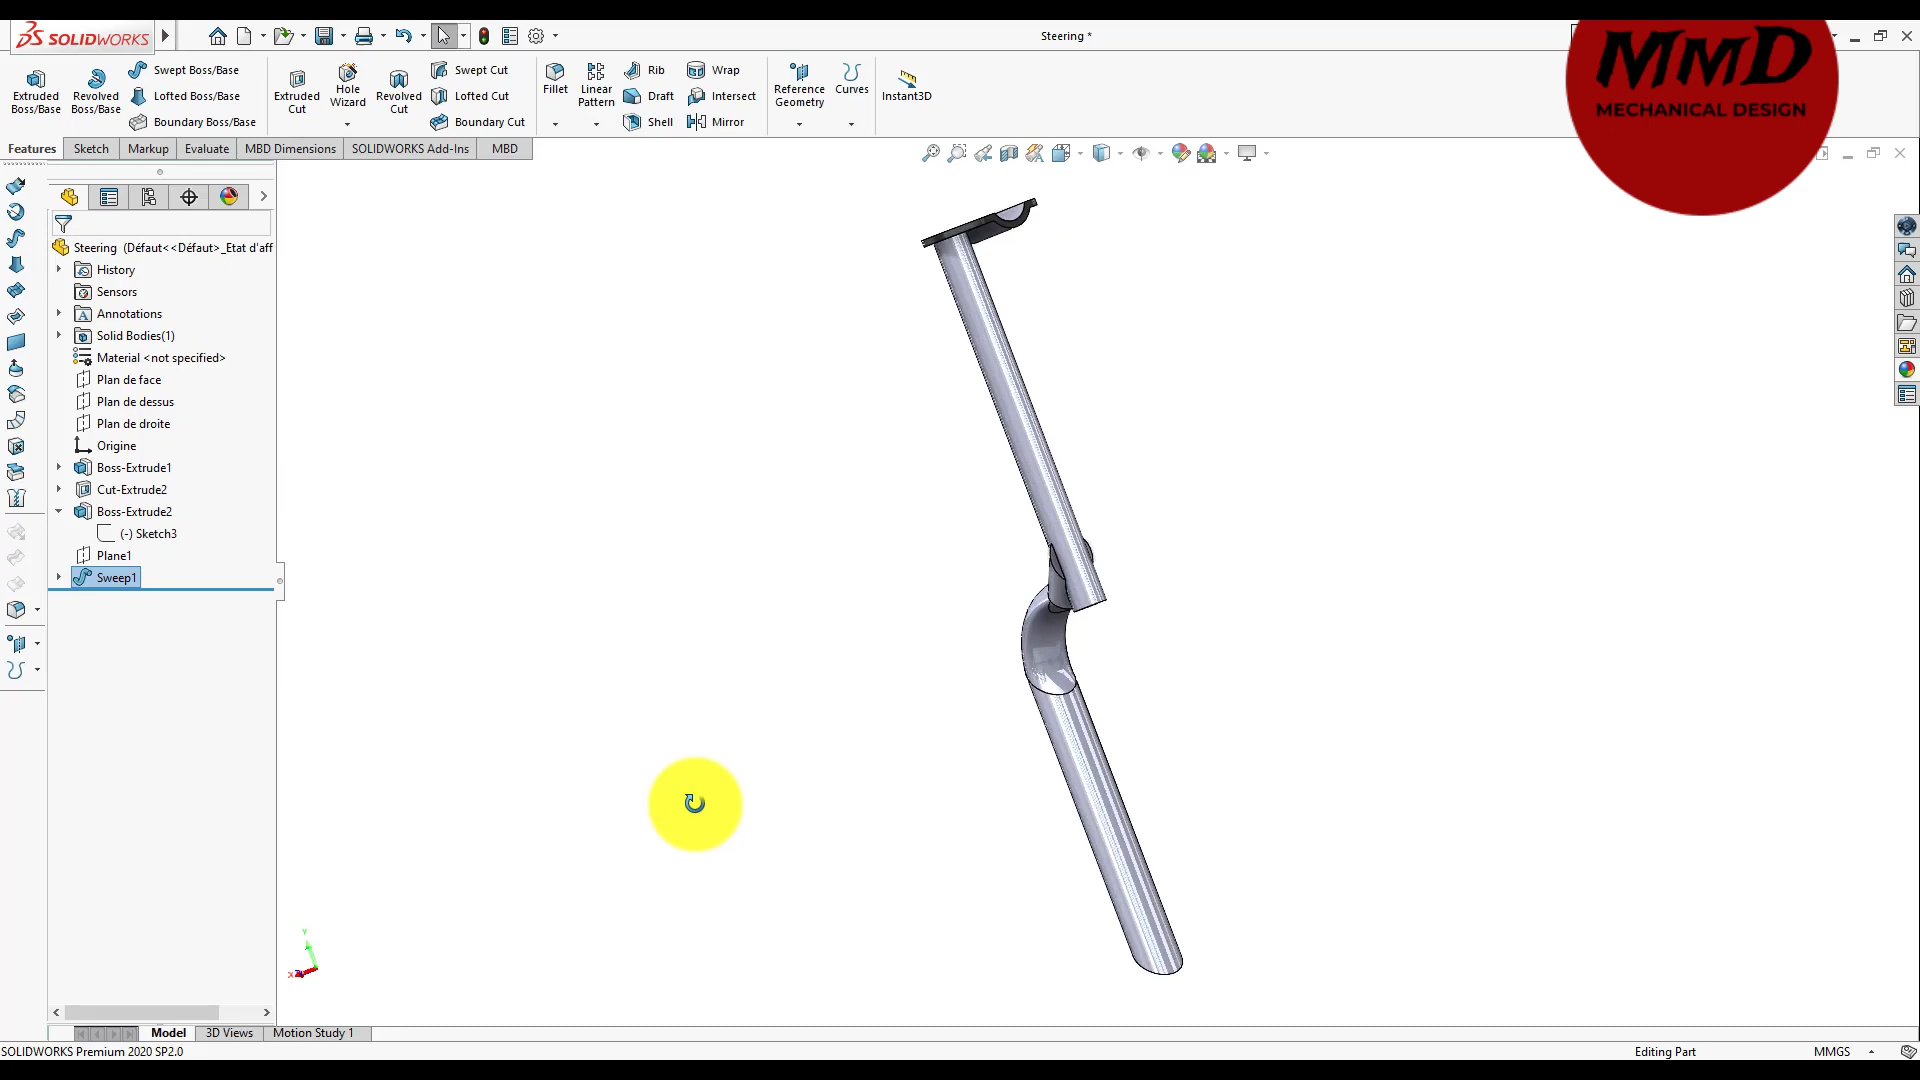 SOLIDWORKS
Steering *
MMD
MECHANICAL DESIGN
Extruded Boss/Base
Revolved Boss/Base
Swept Boss/Base
Lofted Boss/Base
Boundary Boss/Base
Extruded Cut
Hole Wizard
Revolved Cut
Swept Cut
Lofted Cut
Boundary Cut
Fillet
Linear Pattern
Rib
Draft
Shell
Wrap
Intersect
Mirror
Reference Geometry
Curves
Instant3D
Features
Sketch
Markup
Evaluate
MBD Dimensions
SOLIDWORKS Add-Ins
MBD
Steering (Défaut<<Défaut>_Etat d'aff
History
Sensors
Annotations
Solid Bodies(1)
Material <not specified>
Plan de face
Plan de dessus
Plan de droite
Origine
Boss-Extrude1
Cut-Extrude2
Boss-Extrude2
(-) Sketch3
Plane1
Sweep1
Y
X
Model
3D Views
Motion Study 1
SOLIDWORKS Premium 2020 SP2.0
Editing Part
MMGS